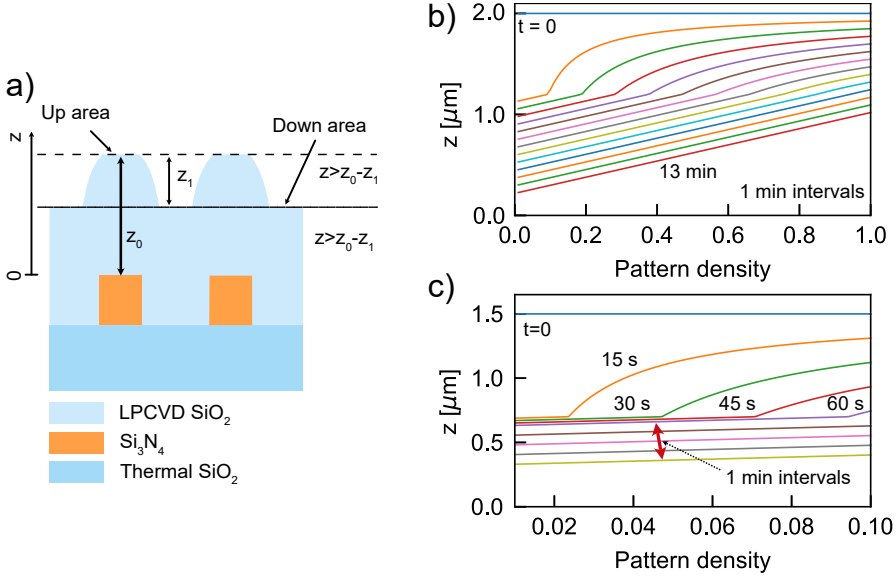 a)
z
0
Up area
Down area
z₁
z>z₀-z₁
z₀
z>z₀-z₁
LPCVD SiO₂
Si₃N₄
Thermal SiO₂
b)
z [μm]
2.0
1.0
0.0
t = 0
13 min
1 min intervals
0.0 0.2 0.4 0.6 0.8 1.0
Pattern density
c)
z [μm]
1.5
1.0
0.5
0.0
t=0
15 s
30 s 45 s 60 s
1 min intervals
0.02 0.04 0.06 0.08 0.10
Pattern density